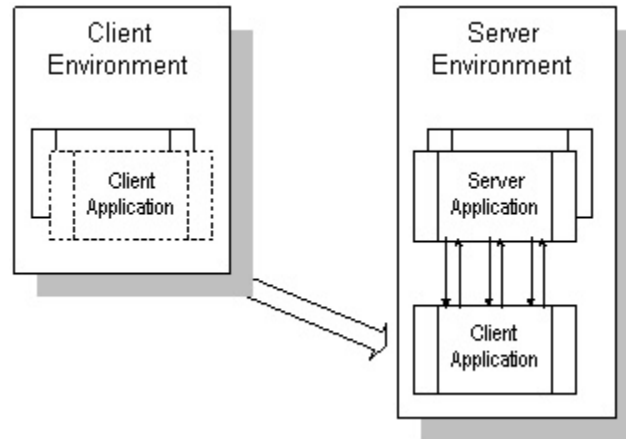 Client
Environment
Client
Application
Server
Environment
Server
Application
Client
Application